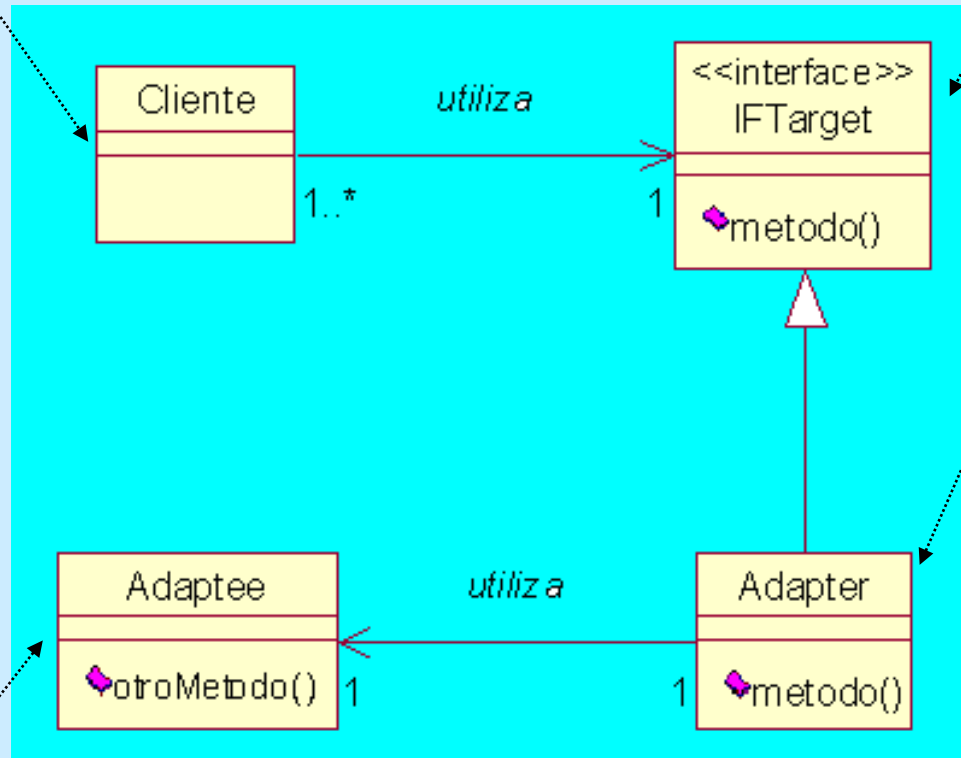 Cliente
utiliza
<<interface>>
IFTarget
1..*
1
metodo()
Adaptee
utiliza
Adapter
otroMetodo()
1
1
metodo()